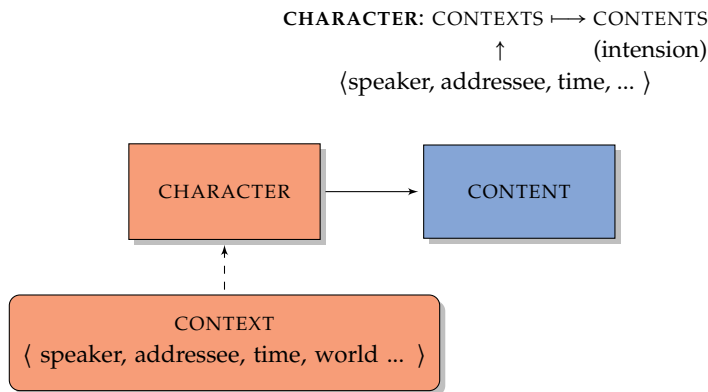 CHARACTER: CONTEXTS ⟼ CONTENTS
↑ (intension)
⟨speaker, addressee, time, ... ⟩
CHARACTER
CONTENT
CONTEXT
⟨ speaker, addressee, time, world ... ⟩